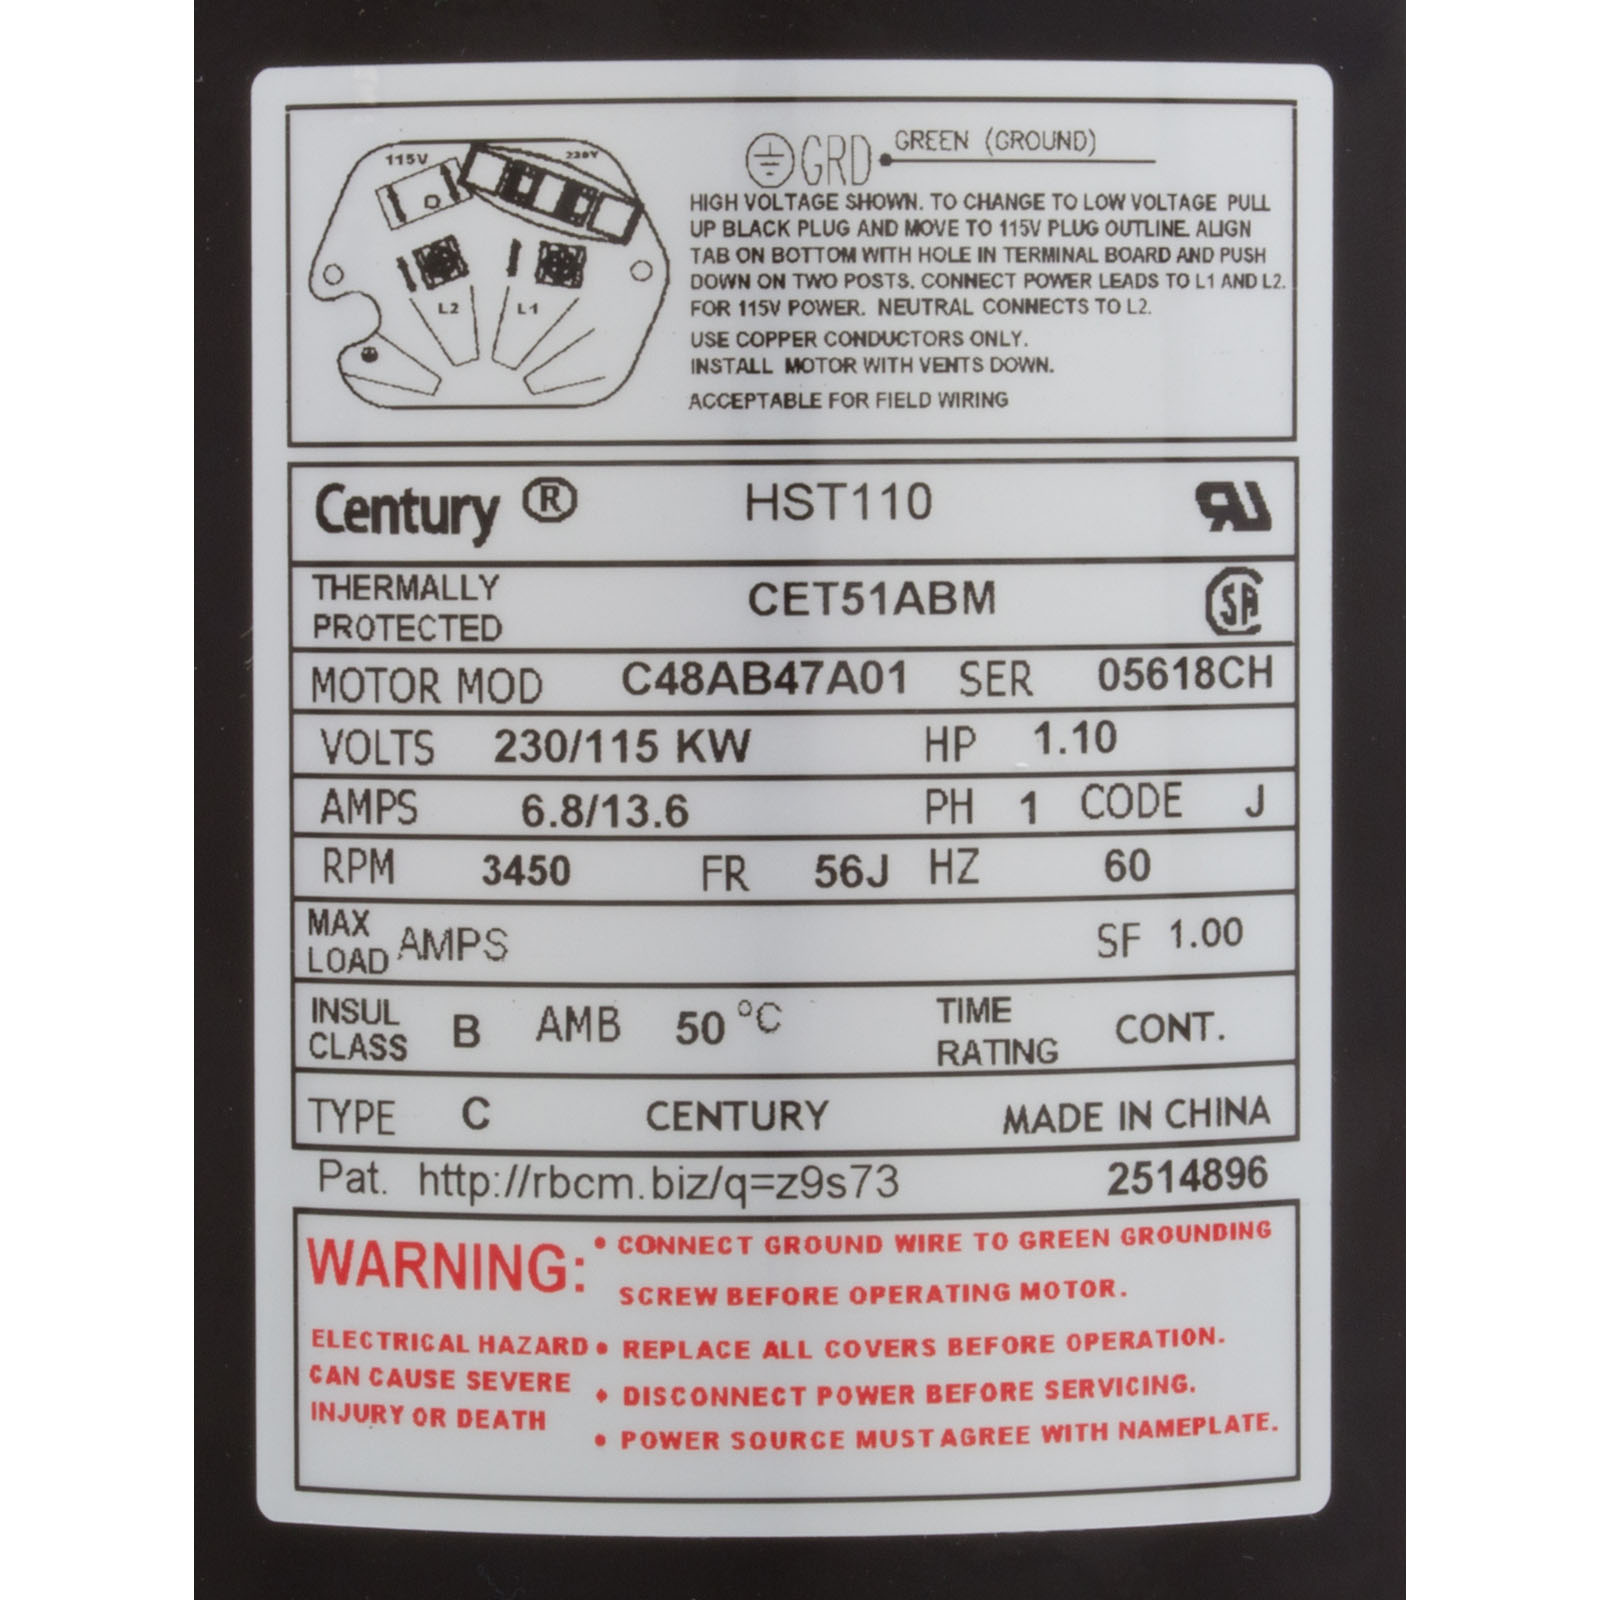 115V 230V
L2 L1
GRD GREEN (GROUND)
HIGH VOLTAGE SHOWN. TO CHANGE TO LOW VOLTAGE PULL
UP BLACK PLUG AND MOVE TO 115V PLUG OUTLINE. ALIGN
TAB ON BOTTOM WITH HOLE IN TERMINAL BOARD AND PUSH
DOWN ON TWO POSTS. CONNECT POWER LEADS TO L1 AND L2.
FOR 115V POWER. NEUTRAL CONNECTS TO L2.
USE COPPER CONDUCTORS ONLY.
INSTALL MOTOR WITH VENTS DOWN.
ACCEPTABLE FOR FIELD WIRING
Century ® HST110 UR
THERMALLY
PROTECTED
CET51ABM SA
MOTOR MOD C48AB47A01 SER 05618CH
VOLTS 230/115 KW HP 1.10
AMPS 6.8/13.6 PH 1 CODE J
RPM 3450 FR 56J HZ 60
MAX
LOAD AMPS SF 1.00
INSUL
CLASS B AMB 50 °C
TIME
RATING CONT.
TYPE C CENTURY MADE IN CHINA
Pat. http://rbcm.biz/q=z9s73 2514896
WARNING:
ELECTRICAL HAZARD
CAN CAUSE SEVERE
INJURY OR DEATH
• CONNECT GROUND WIRE TO GREEN GROUNDING
SCREW BEFORE OPERATING MOTOR.
• REPLACE ALL COVERS BEFORE OPERATION.
• DISCONNECT POWER BEFORE SERVICING.
• POWER SOURCE MUST AGREE WITH NAMEPLATE.